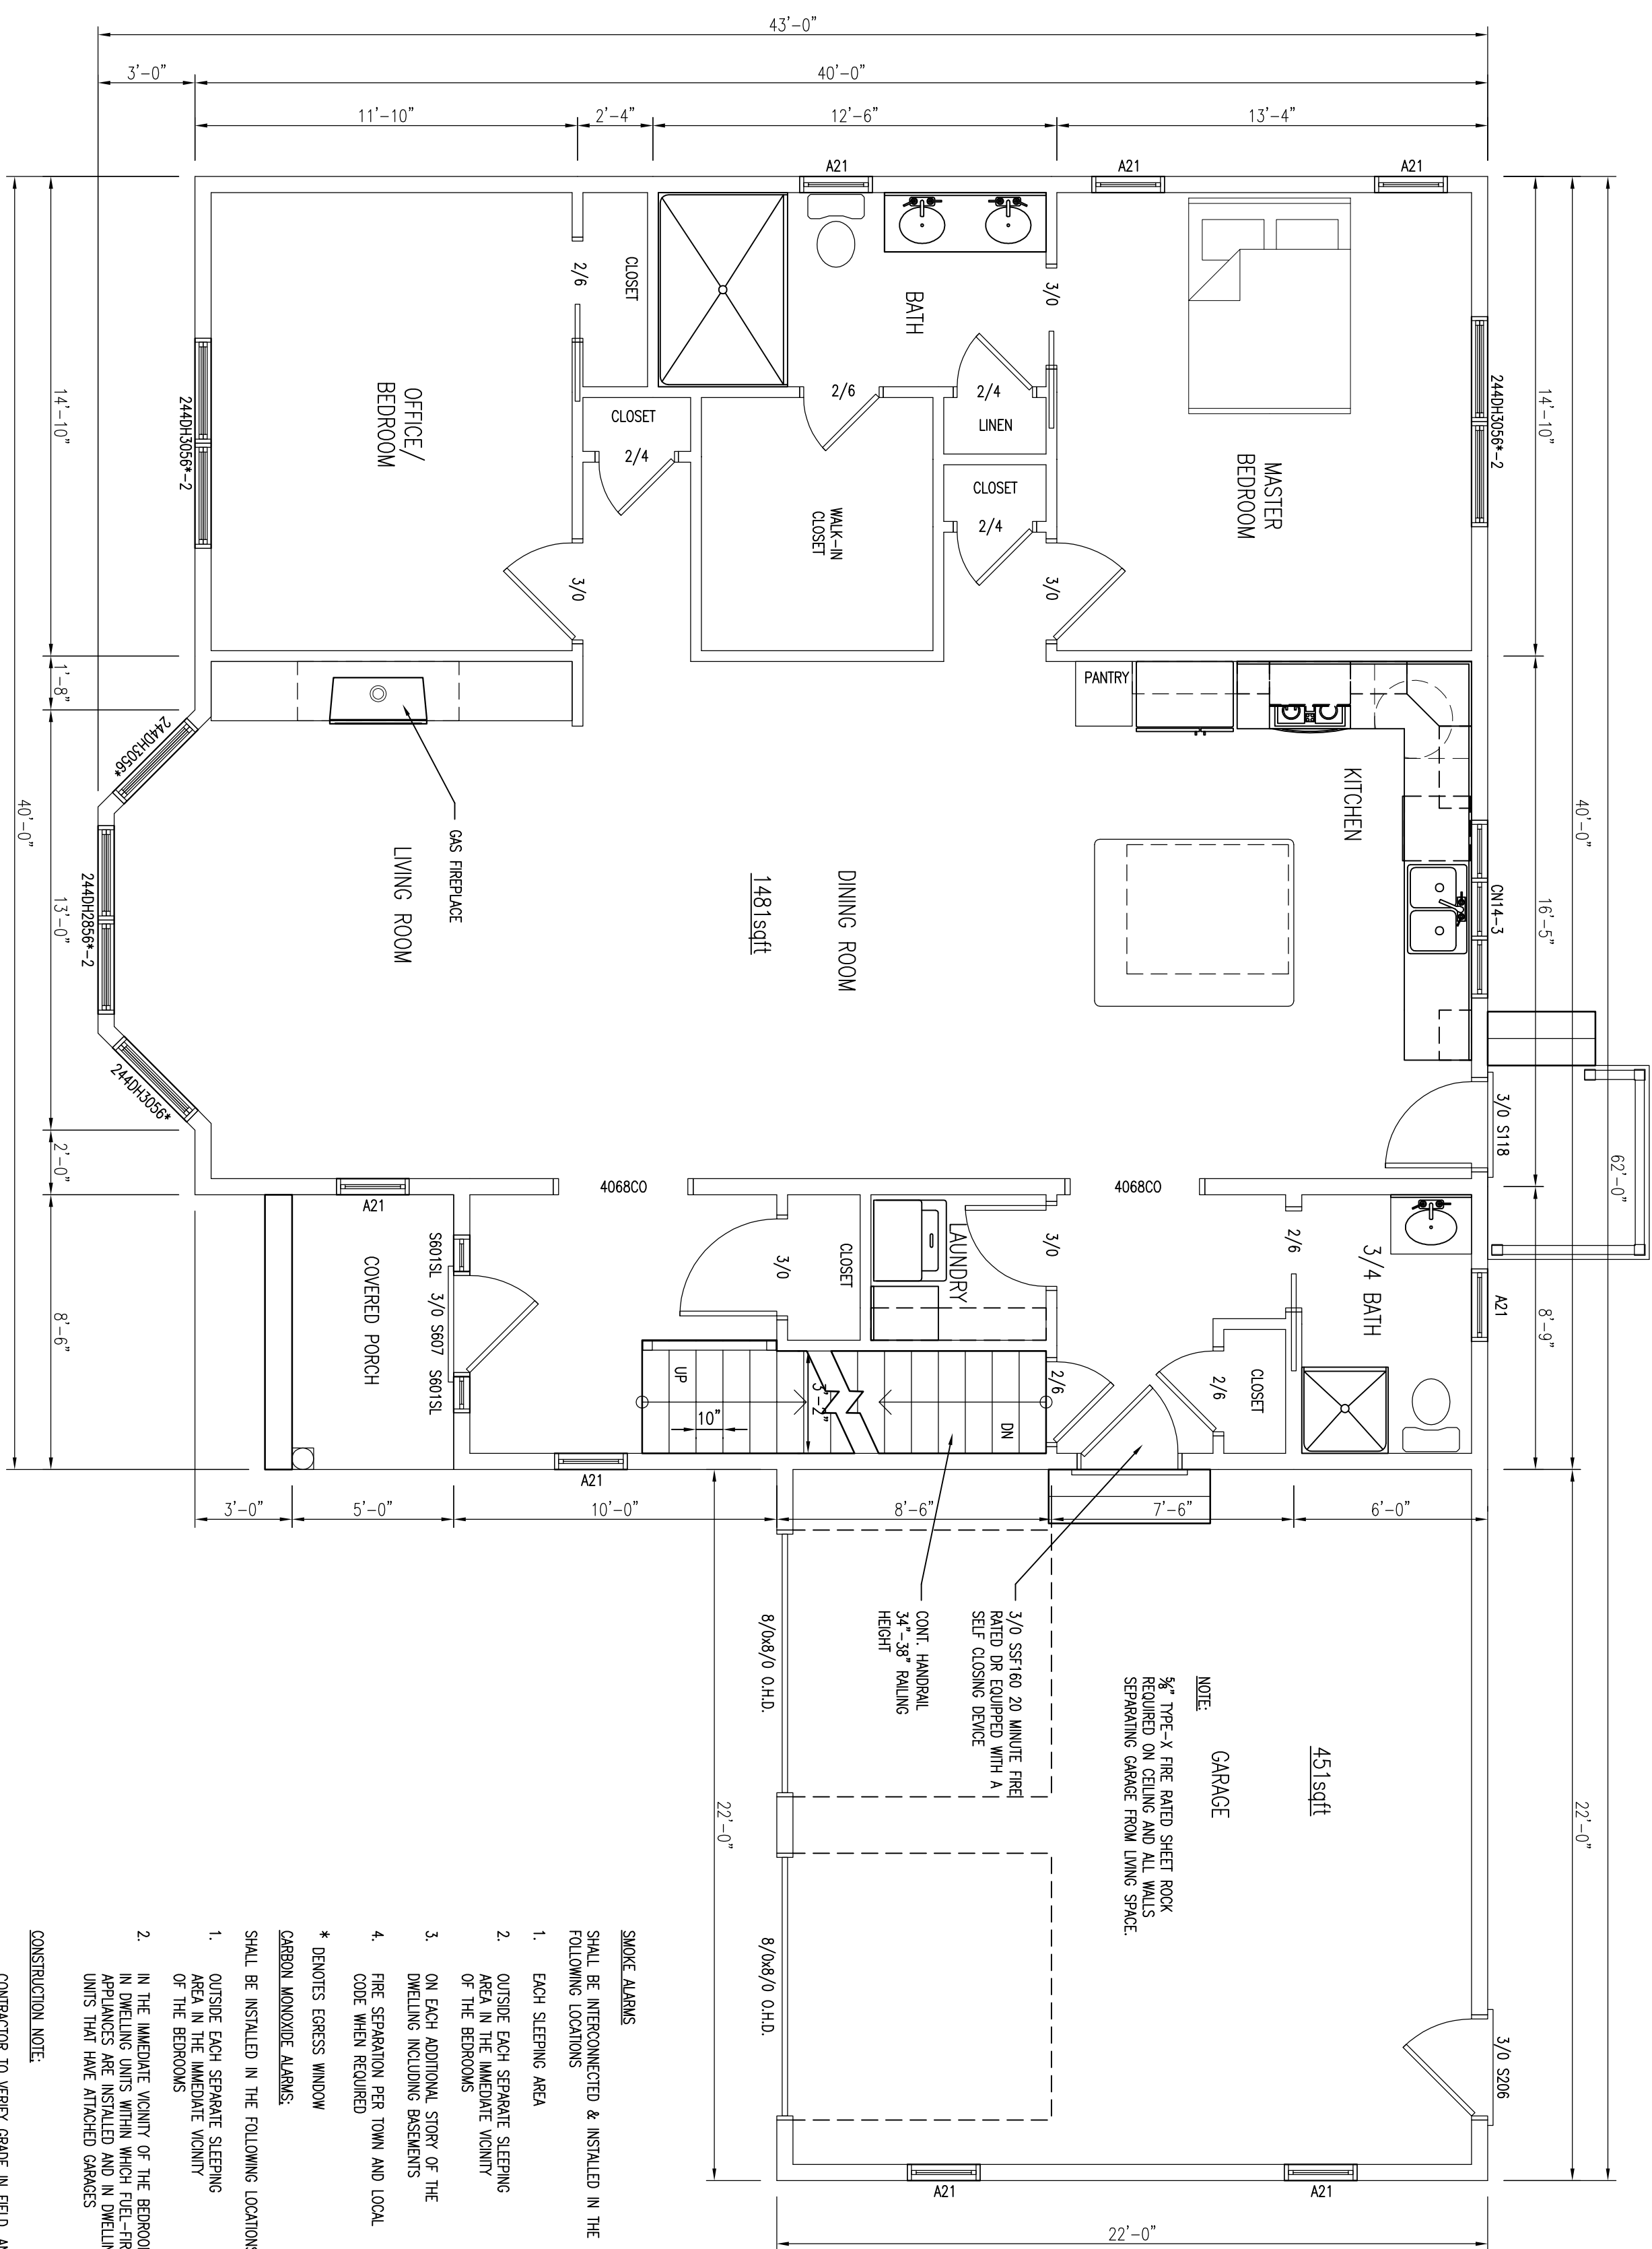 43'-0"
3'-0"
40'-0"
11'-10"
2'-4"
12'-6"
13'-4"
A21
A21
A21
14'-10"
1'-8"
13'-0"
2'-0"
8'-6"
40'-0"
14'-10"
16'-5"
8'-9"
40'-0"
22'-0"
62'-0"
244DH3056*-2
244DH3056*-2
OFFICE/
BEDROOM
2/6
CLOSET
CLOSET
2/4
3/0
BATH
2/6
3/0
2/4
LINEN
CLOSET
2/4
WALK-IN
CLOSET
3/0
MASTER
BEDROOM
PANTRY
KITCHEN
CN14-3
3/0 S118
GAS FIREPLACE
LIVING ROOM
DINING ROOM
1481sqft
244DH3056*
244DH2856*-2
244DH3056*
A21
4068CO
4068CO
S601SL
3/0 S607
S601SL
COVERED PORCH
3/0
CLOSET
LAUNDRY
3/0
2/6
3/4 BATH
A21
CLOSET
2/6
2/6
UP
10"
3'-2"
DN
A21
3'-0"
5'-0"
10'-0"
8'-6"
7'-6"
6'-0"
3/0 SSF160 20 MINUTE FIRE
RATED DR EQUIPPED WITH A
SELF CLOSING DEVICE
CONT. HANDRAIL
34"-38" RAILING
HEIGHT
NOTE:
⅝" TYPE-X FIRE RATED SHEET ROCK
REQUIRED ON CEILING AND ALL WALLS
SEPARATING GARAGE FROM LIVING SPACE.
GARAGE
451sqft
8/0x8/0 O.H.D.
8/0x8/0 O.H.D.
22'-0"
3/0 S206
A21
A21
22'-0"
SMOKE ALARMS
SHALL BE INTERCONNECTED & INSTALLED IN THE
FOLLOWING LOCATIONS
1. EACH SLEEPING AREA
2. OUTSIDE EACH SEPARATE SLEEPING
AREA IN THE IMMEDIATE VICINITY
OF THE BEDROOMS
3. ON EACH ADDITIONAL STORY OF THE
DWELLING INCLUDING BASEMENTS
4. FIRE SEPARATION PER TOWN AND LOCAL
CODE WHEN REQUIRED
* DENOTES EGRESS WINDOW
CARBON MONOXIDE ALARMS:
SHALL BE INSTALLED IN THE FOLLOWING LOCATIONS
1. OUTSIDE EACH SEPARATE SLEEPING
AREA IN THE IMMEDIATE VICINITY
OF THE BEDROOMS
2. IN THE IMMEDIATE VICINITY OF THE
IN DWELLING UNITS WITHIN WHICH
APPLIANCES ARE INSTALLED AND IN
UNITS THAT HAVE ATTACHED GARAGES
CONSTRUCTION NOTE:
CONTRACTOR TO VERIFY GRADE IN FIELD